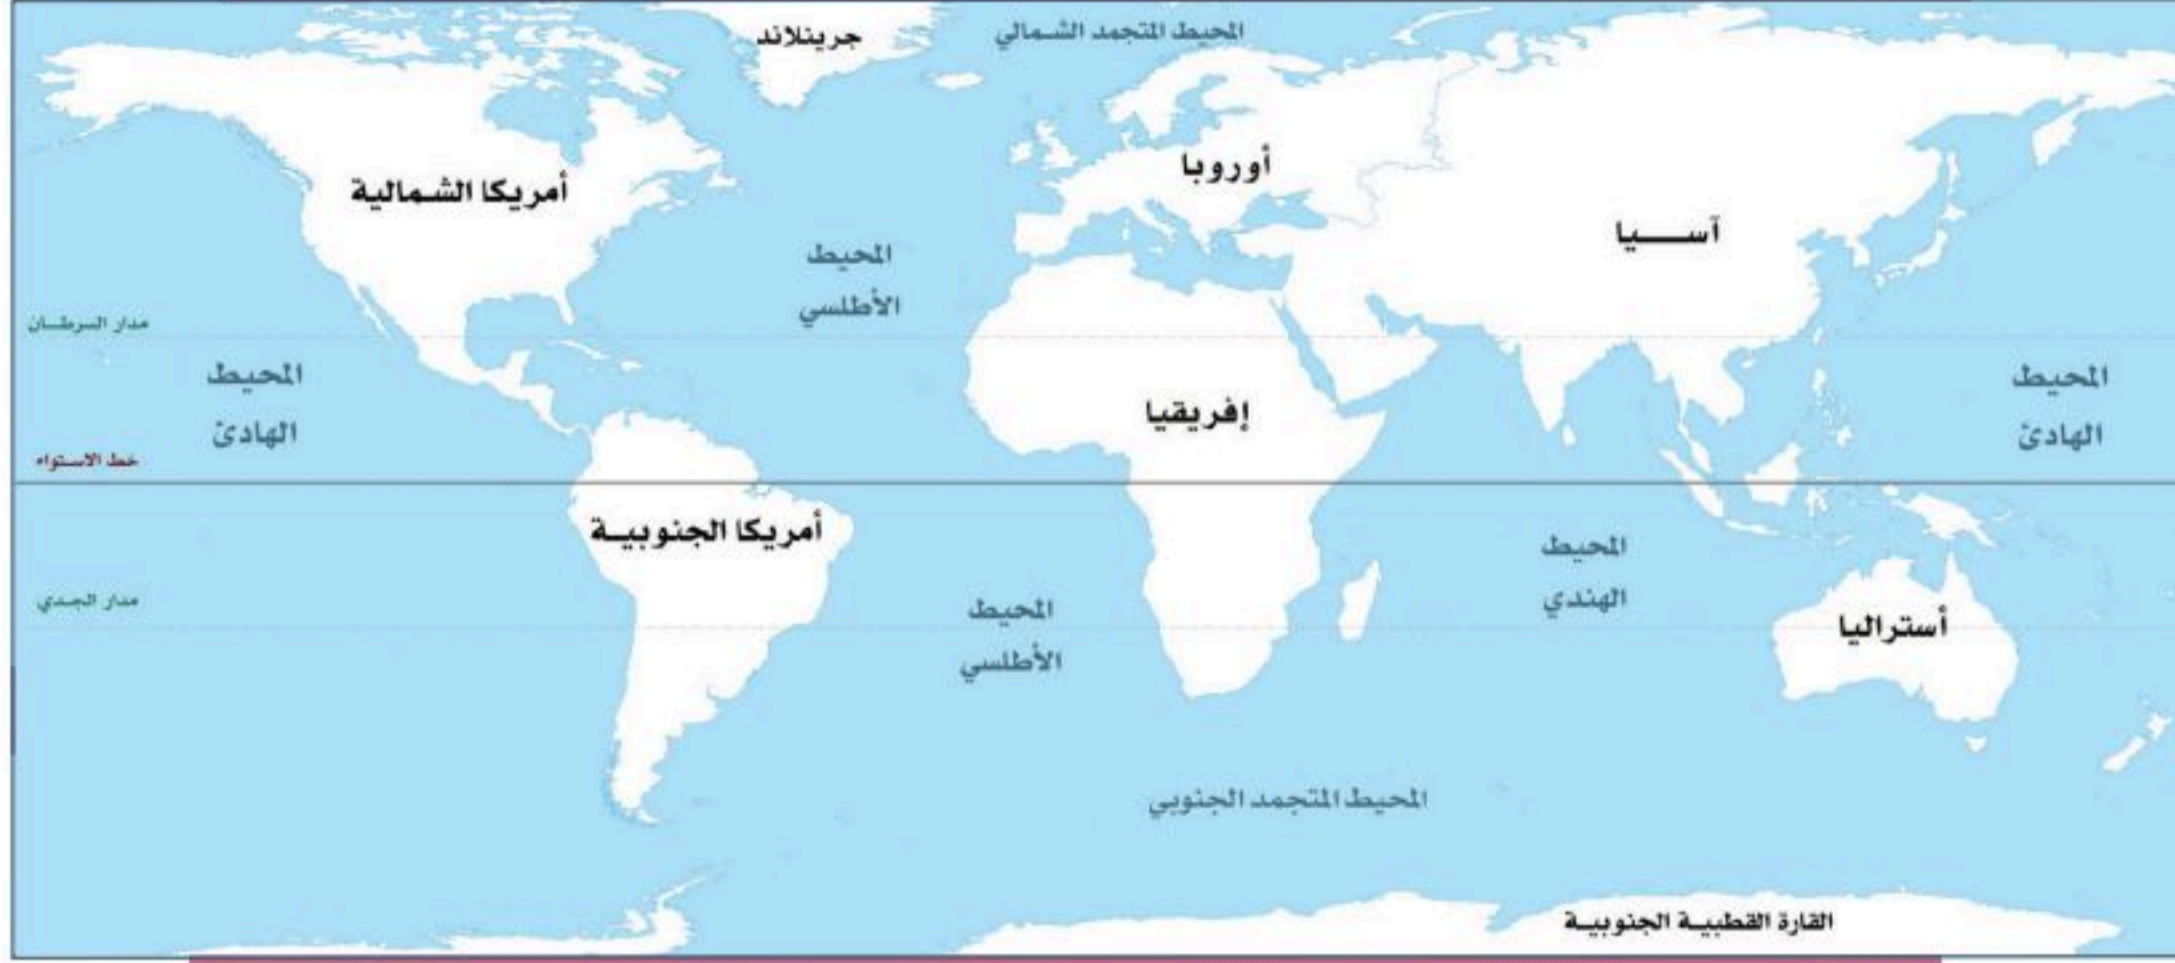 جرينلاند
المحيط المتجمد الشمالي
أمريكا الشمالية
أوروبا
آسيا
المحيط
الأطلسي
مدار السرطان
المحيط
الهادئ
إفريقيا
المحيط
الهادئ
خط الاستواء
أمريكا الجنوبية
المحيط
الهندي
مدار الجدي
المحيط
الأطلسي
أستراليا
المحيط المتجمد الجنوبي
القارة القطبية الجنوبية